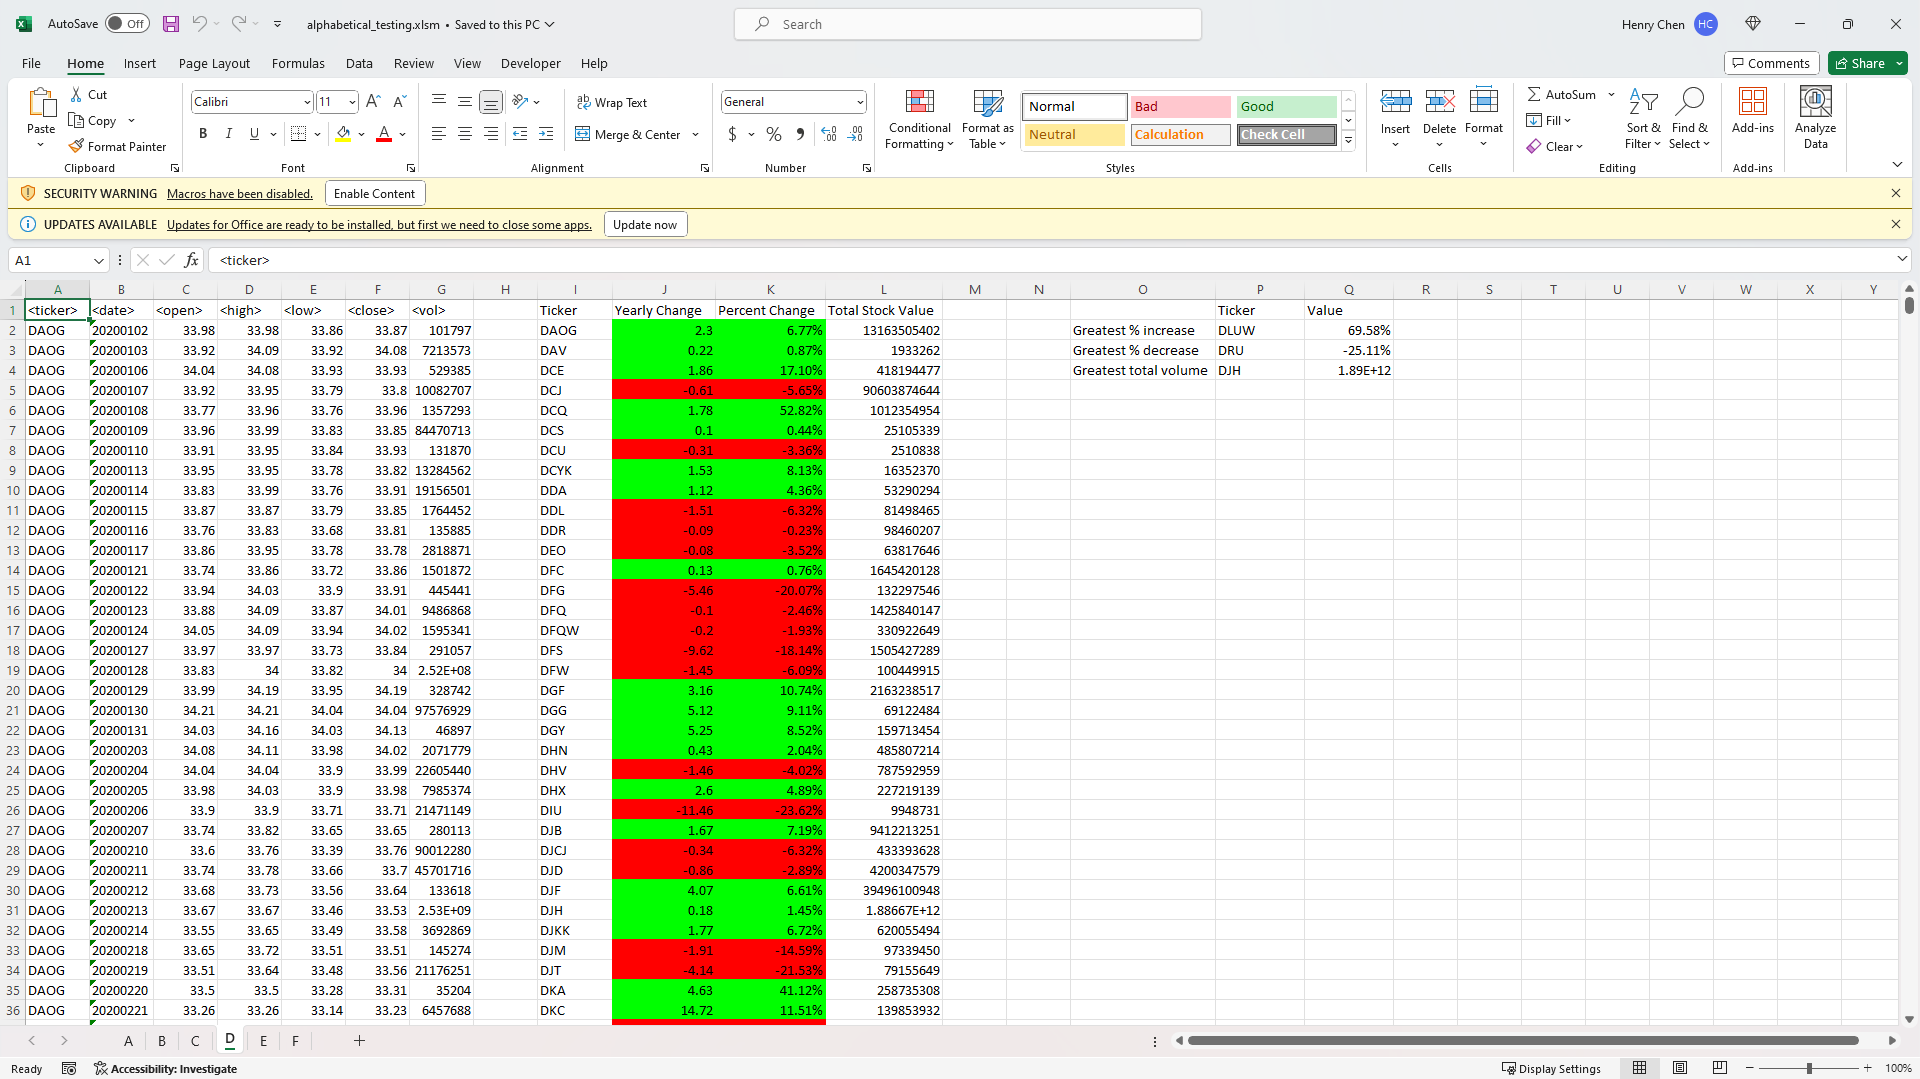 AutoSave Off alphabetical_testing.xlsm • Saved to this PC Search Henry Chen HC
File Home Insert Page Layout Formulas Data Review View Developer Help Comments Share
Paste Cut Copy Format Painter Clipboard
Calibri 11 B I U A Font
Wrap Text Merge & Center Alignment
General $ % Number
Conditional Formatting Format as Table Normal Bad Good Neutral Calculation Check Cell Styles
Insert Delete Format Cells
AutoSum Fill Clear Sort & Filter Find & Select Editing
Add-ins Add-ins
Analyze Data
SECURITY WARNING Macros have been disabled. Enable Content
UPDATES AVAILABLE Updates for Office are ready to be installed, but first we need to close some apps. Update now
A1 fx <ticker>
A B C D E F G H I J K L M N O P Q R S T U V W X Y
1 <ticker> <date> <open> <high> <low> <close> <vol> Ticker Yearly Change Percent Change Total Stock Value Ticker Value
2 DAOG 20200102 33.98 33.98 33.86 33.87 101797 DAOG 2.3 6.77% 13163505402 Greatest % increase DLUW 69.58%
3 DAOG 20200103 33.92 34.09 33.92 34.08 7213573 DAV 0.22 0.87% 1933262 Greatest % decrease DRU -25.11%
4 DAOG 20200106 34.04 34.08 33.93 33.93 529385 DCE 1.86 17.10% 418194477 Greatest total volume DJH 1.89E+12
5 DAOG 20200107 33.92 33.95 33.79 33.8 10082707 DCJ -0.61 -5.65% 90603874644
6 DAOG 20200108 33.77 33.96 33.76 33.96 1357293 DCQ 1.78 52.82% 1012354954
7 DAOG 20200109 33.96 33.99 33.83 33.85 84470713 DCS 0.1 0.44% 25105339
8 DAOG 20200110 33.91 33.95 33.84 33.93 131870 DCU -0.31 -3.36% 2510838
9 DAOG 20200113 33.95 33.95 33.78 33.82 13284562 DCYK 1.53 8.13% 16352370
10 DAOG 20200114 33.83 33.99 33.76 33.91 19156501 DDA 1.12 4.36% 53290294
11 DAOG 20200115 33.87 33.87 33.79 33.85 1764452 DDL -1.51 -6.32% 81498465
12 DAOG 20200116 33.76 33.83 33.68 33.81 135885 DDR -0.09 -0.23% 98460207
13 DAOG 20200117 33.86 33.95 33.78 33.78 2818871 DEO -0.08 -3.52% 63817646
14 DAOG 20200121 33.74 33.86 33.72 33.86 1501872 DFC 0.13 0.76% 1645420128
15 DAOG 20200122 33.94 34.03 33.9 33.91 445441 DFG -5.46 -20.07% 132297546
16 DAOG 20200123 33.88 34.09 33.87 34.01 9486868 DFQ -0.1 -2.46% 1425840147
17 DAOG 20200124 34.05 34.09 33.94 34.02 1595341 DFQW -0.2 -1.93% 330922649
18 DAOG 20200127 33.97 33.97 33.73 33.84 291057 DFS -9.62 -18.14% 1505427289
19 DAOG 20200128 33.83 34 33.82 34 2.52E+08 DFW -1.45 -6.09% 100449915
20 DAOG 20200129 33.99 34.19 33.95 34.19 328742 DGF 3.16 10.74% 2163238517
21 DAOG 20200130 34.21 34.21 34.04 34.04 97576929 DGG 5.12 9.11% 69122484
22 DAOG 20200131 34.03 34.16 34.03 34.13 46897 DGY 5.25 8.52% 159713454
23 DAOG 20200203 34.08 34.11 33.98 34.02 2071779 DHN 0.43 2.04% 485807214
24 DAOG 20200204 34.04 34.04 33.9 33.99 22605440 DHV -1.46 -4.02% 787592959
25 DAOG 20200205 33.98 34.03 33.9 33.98 7985374 DHX 2.6 4.89% 227219139
26 DAOG 20200206 33.9 33.9 33.71 33.71 21471149 DIU -11.46 -23.62% 9948731
27 DAOG 20200207 33.74 33.82 33.65 33.65 280113 DJB 1.67 7.19% 9412213251
28 DAOG 20200210 33.6 33.76 33.39 33.76 90012280 DJCJ -0.34 -6.32% 433393628
29 DAOG 20200211 33.74 33.78 33.66 33.7 45701716 DJD -0.86 -2.89% 4200347579
30 DAOG 20200212 33.68 33.73 33.56 33.64 133618 DJF 4.07 6.61% 39496100948
31 DAOG 20200213 33.67 33.67 33.46 33.53 2.53E+09 DJH 0.18 1.45% 1.88667E+12
32 DAOG 20200214 33.55 33.65 33.49 33.58 3692869 DJKK 1.77 6.72% 620055494
33 DAOG 20200218 33.65 33.72 33.51 33.51 145274 DJM -1.91 -14.59% 97339450
34 DAOG 20200219 33.51 33.64 33.48 33.56 21176251 DJT -4.14 -21.53% 79155649
35 DAOG 20200220 33.5 33.5 33.28 33.31 35204 DKA 4.63 41.12% 258735308
36 DAOG 20200221 33.26 33.26 33.14 33.23 6457688 DKC 14.72 11.51% 139853932
A B C D E F
Ready Accessibility: Investigate Display Settings 100%